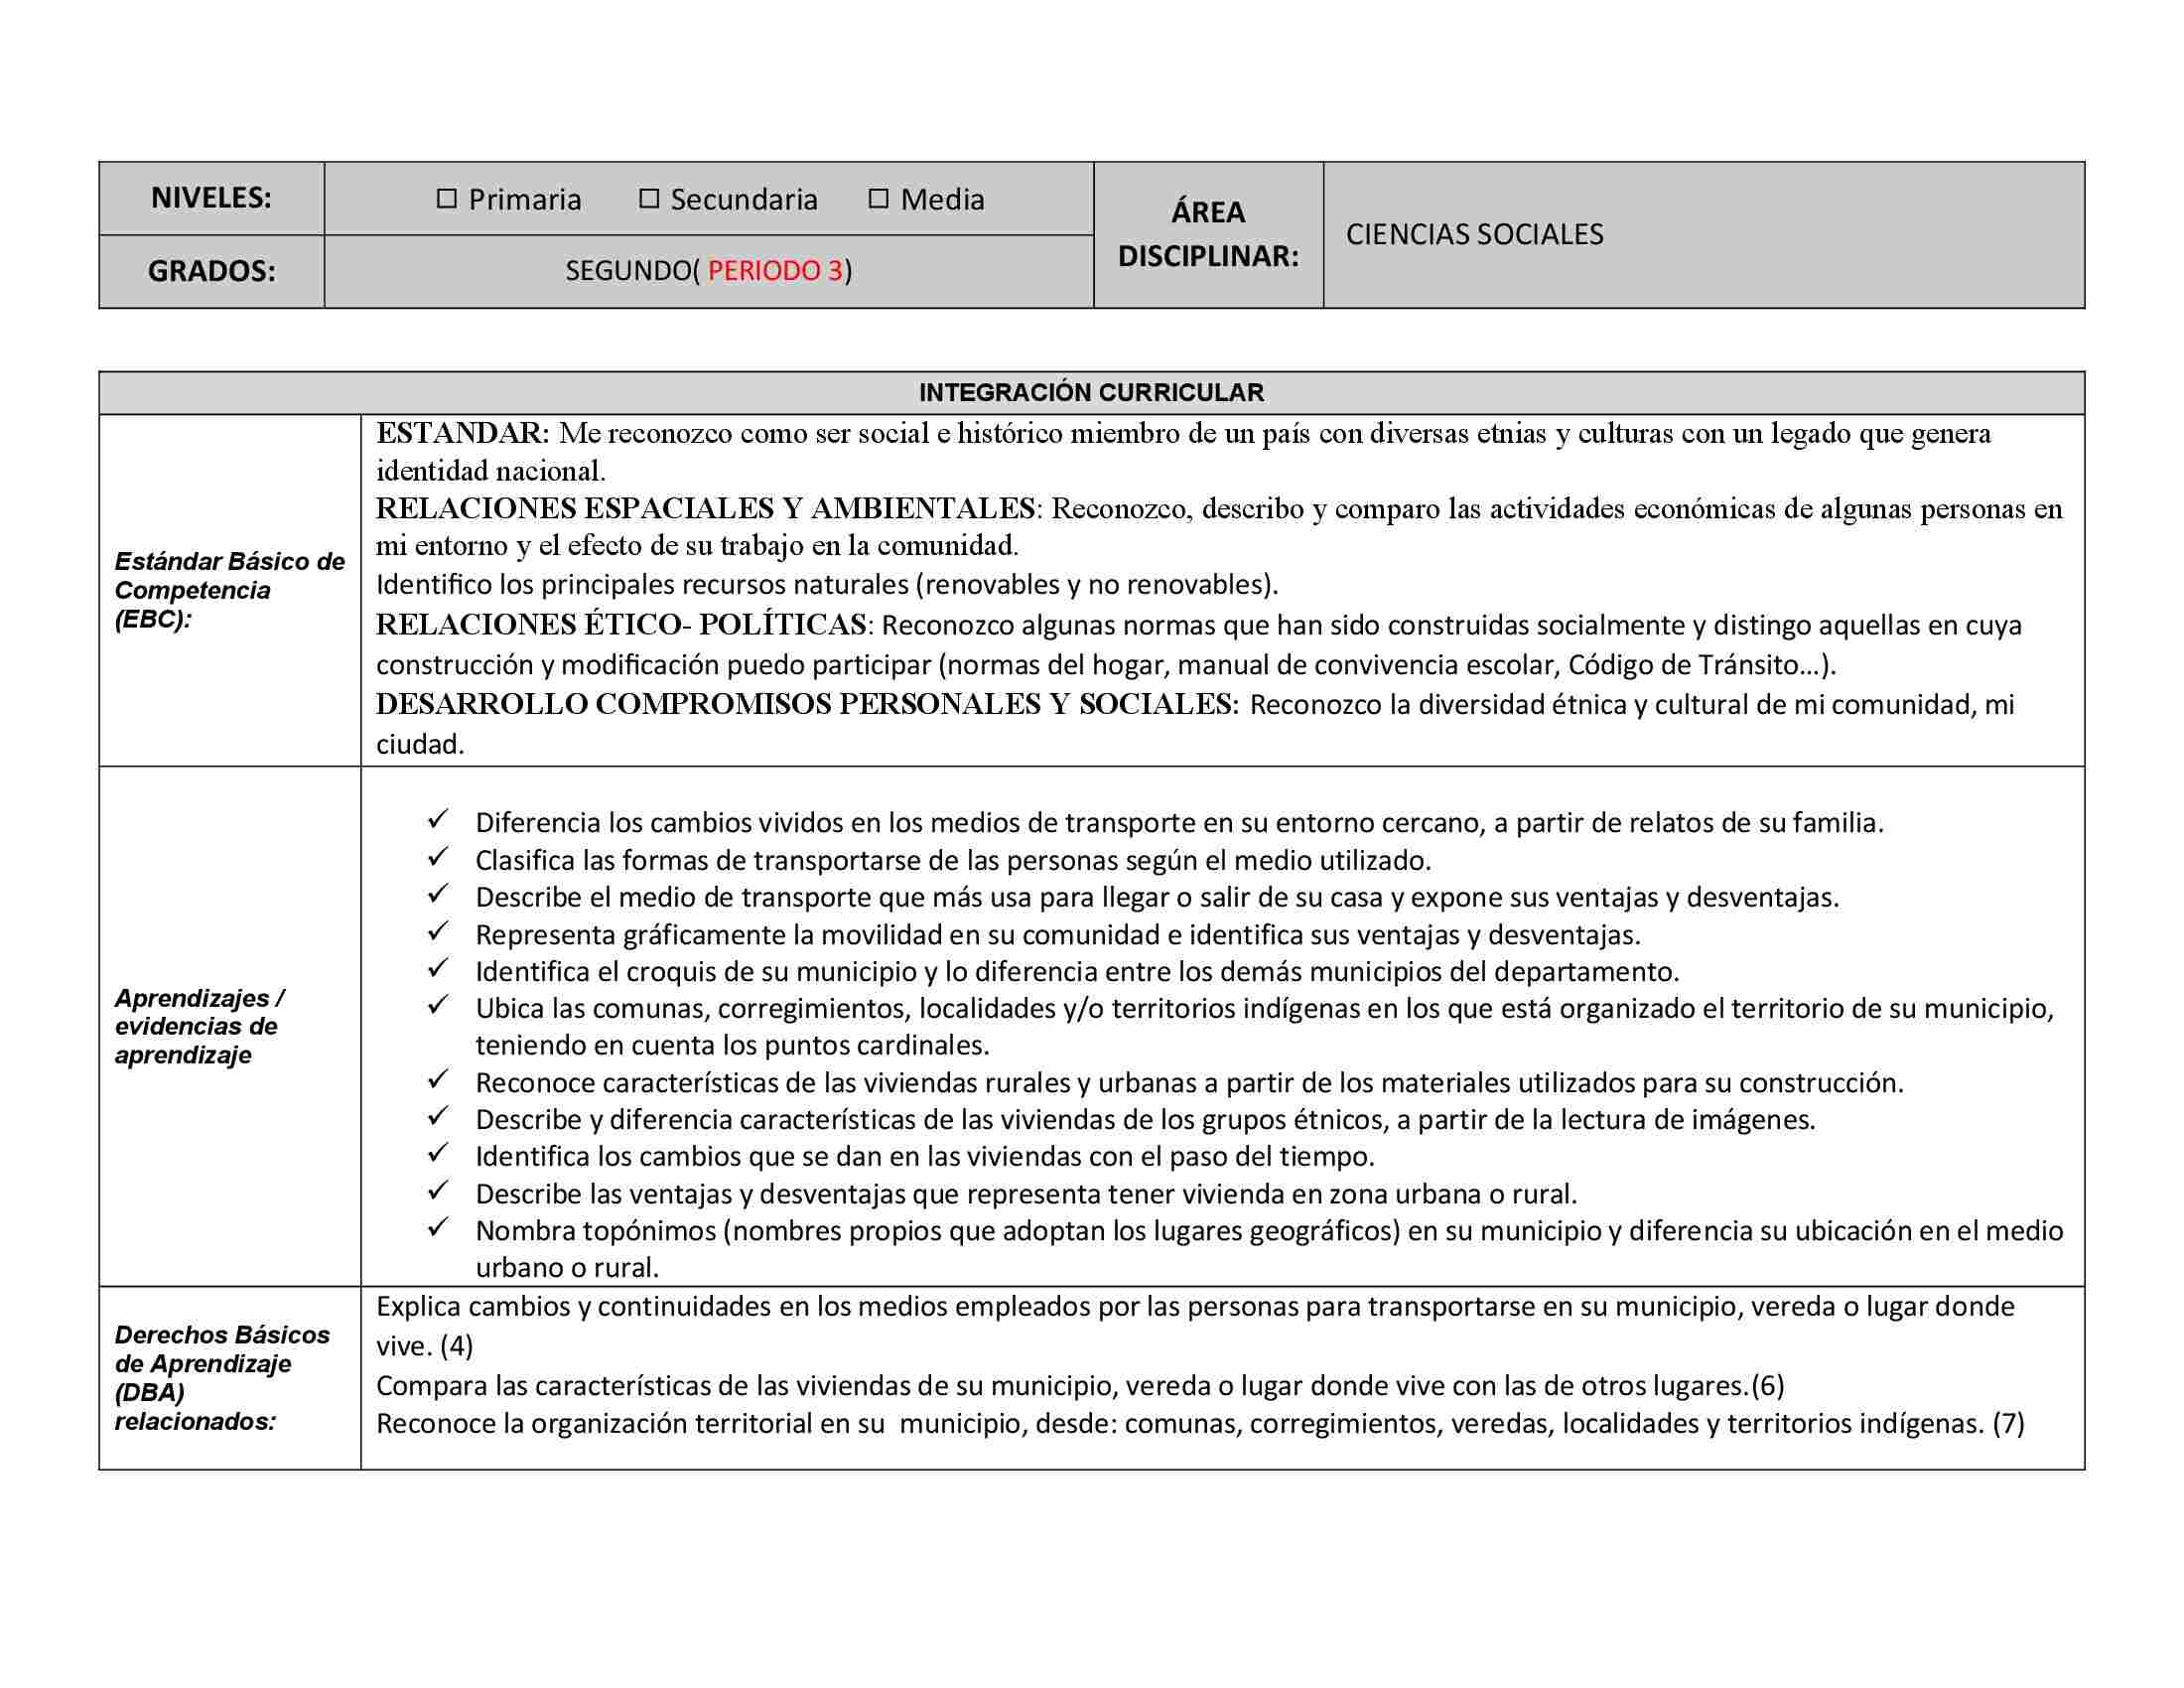 NIVELES:
☐ Primaria ☐ Secundaria ☐ Media
ÁREA
DISCIPLINAR:
CIENCIAS SOCIALES
GRADOS:
SEGUNDO( PERIODO 3)
INTEGRACIÓN CURRICULAR
Estándar Básico de
Competencia
(EBC):
ESTANDAR: Me reconozco como ser social e histórico miembro de un país con diversas etnias y culturas con un legado que genera
identidad nacional.
RELACIONES ESPACIALES Y AMBIENTALES: Reconozco, describo y comparo las actividades económicas de algunas personas en
mi entorno y el efecto de su trabajo en la comunidad.
Identifico los principales recursos naturales (renovables y no renovables).
RELACIONES ÉTICO- POLÍTICAS: Reconozco algunas normas que han sido construidas socialmente y distingo aquellas en cuya
construcción y modificación puedo participar (normas del hogar, manual de convivencia escolar, Código de Tránsito...).
DESARROLLO COMPROMISOS PERSONALES Y SOCIALES: Reconozco la diversidad étnica y cultural de mi comunidad, mi
ciudad.
Aprendizajes /
evidencias de
aprendizaje
✓ Diferencia los cambios vividos en los medios de transporte en su entorno cercano, a partir de relatos de su familia.
✓ Clasifica las formas de transportarse de las personas según el medio utilizado.
✓ Describe el medio de transporte que más usa para llegar o salir de su casa y expone sus ventajas y desventajas.
✓ Representa gráficamente la movilidad en su comunidad e identifica sus ventajas y desventajas.
✓ Identifica el croquis de su municipio y lo diferencia entre los demás municipios del departamento.
✓ Ubica las comunas, corregimientos, localidades y/o territorios indígenas en los que está organizado el territorio de su municipio,
teniendo en cuenta los puntos cardinales.
✓ Reconoce características de las viviendas rurales y urbanas a partir de los materiales utilizados para su construcción.
✓ Describe y diferencia características de las viviendas de los grupos étnicos, a partir de la lectura de imágenes.
✓ Identifica los cambios que se dan en las viviendas con el paso del tiempo.
✓ Describe las ventajas y desventajas que representa tener vivienda en zona urbana o rural.
✓ Nombra topónimos (nombres propios que adoptan los lugares geográficos) en su municipio y diferencia su ubicación en el medio
urbano o rural.
Derechos Básicos
de Aprendizaje
(DBA)
relacionados:
Explica cambios y continuidades en los medios empleados por las personas para transportarse en su municipio, vereda o lugar donde
vive. (4)
Compara las características de las viviendas de su municipio, vereda o lugar donde vive con las de otros lugares.(6)
Reconoce la organización territorial en su  municipio, desde: comunas, corregimientos, veredas, localidades y territorios indígenas. (7)